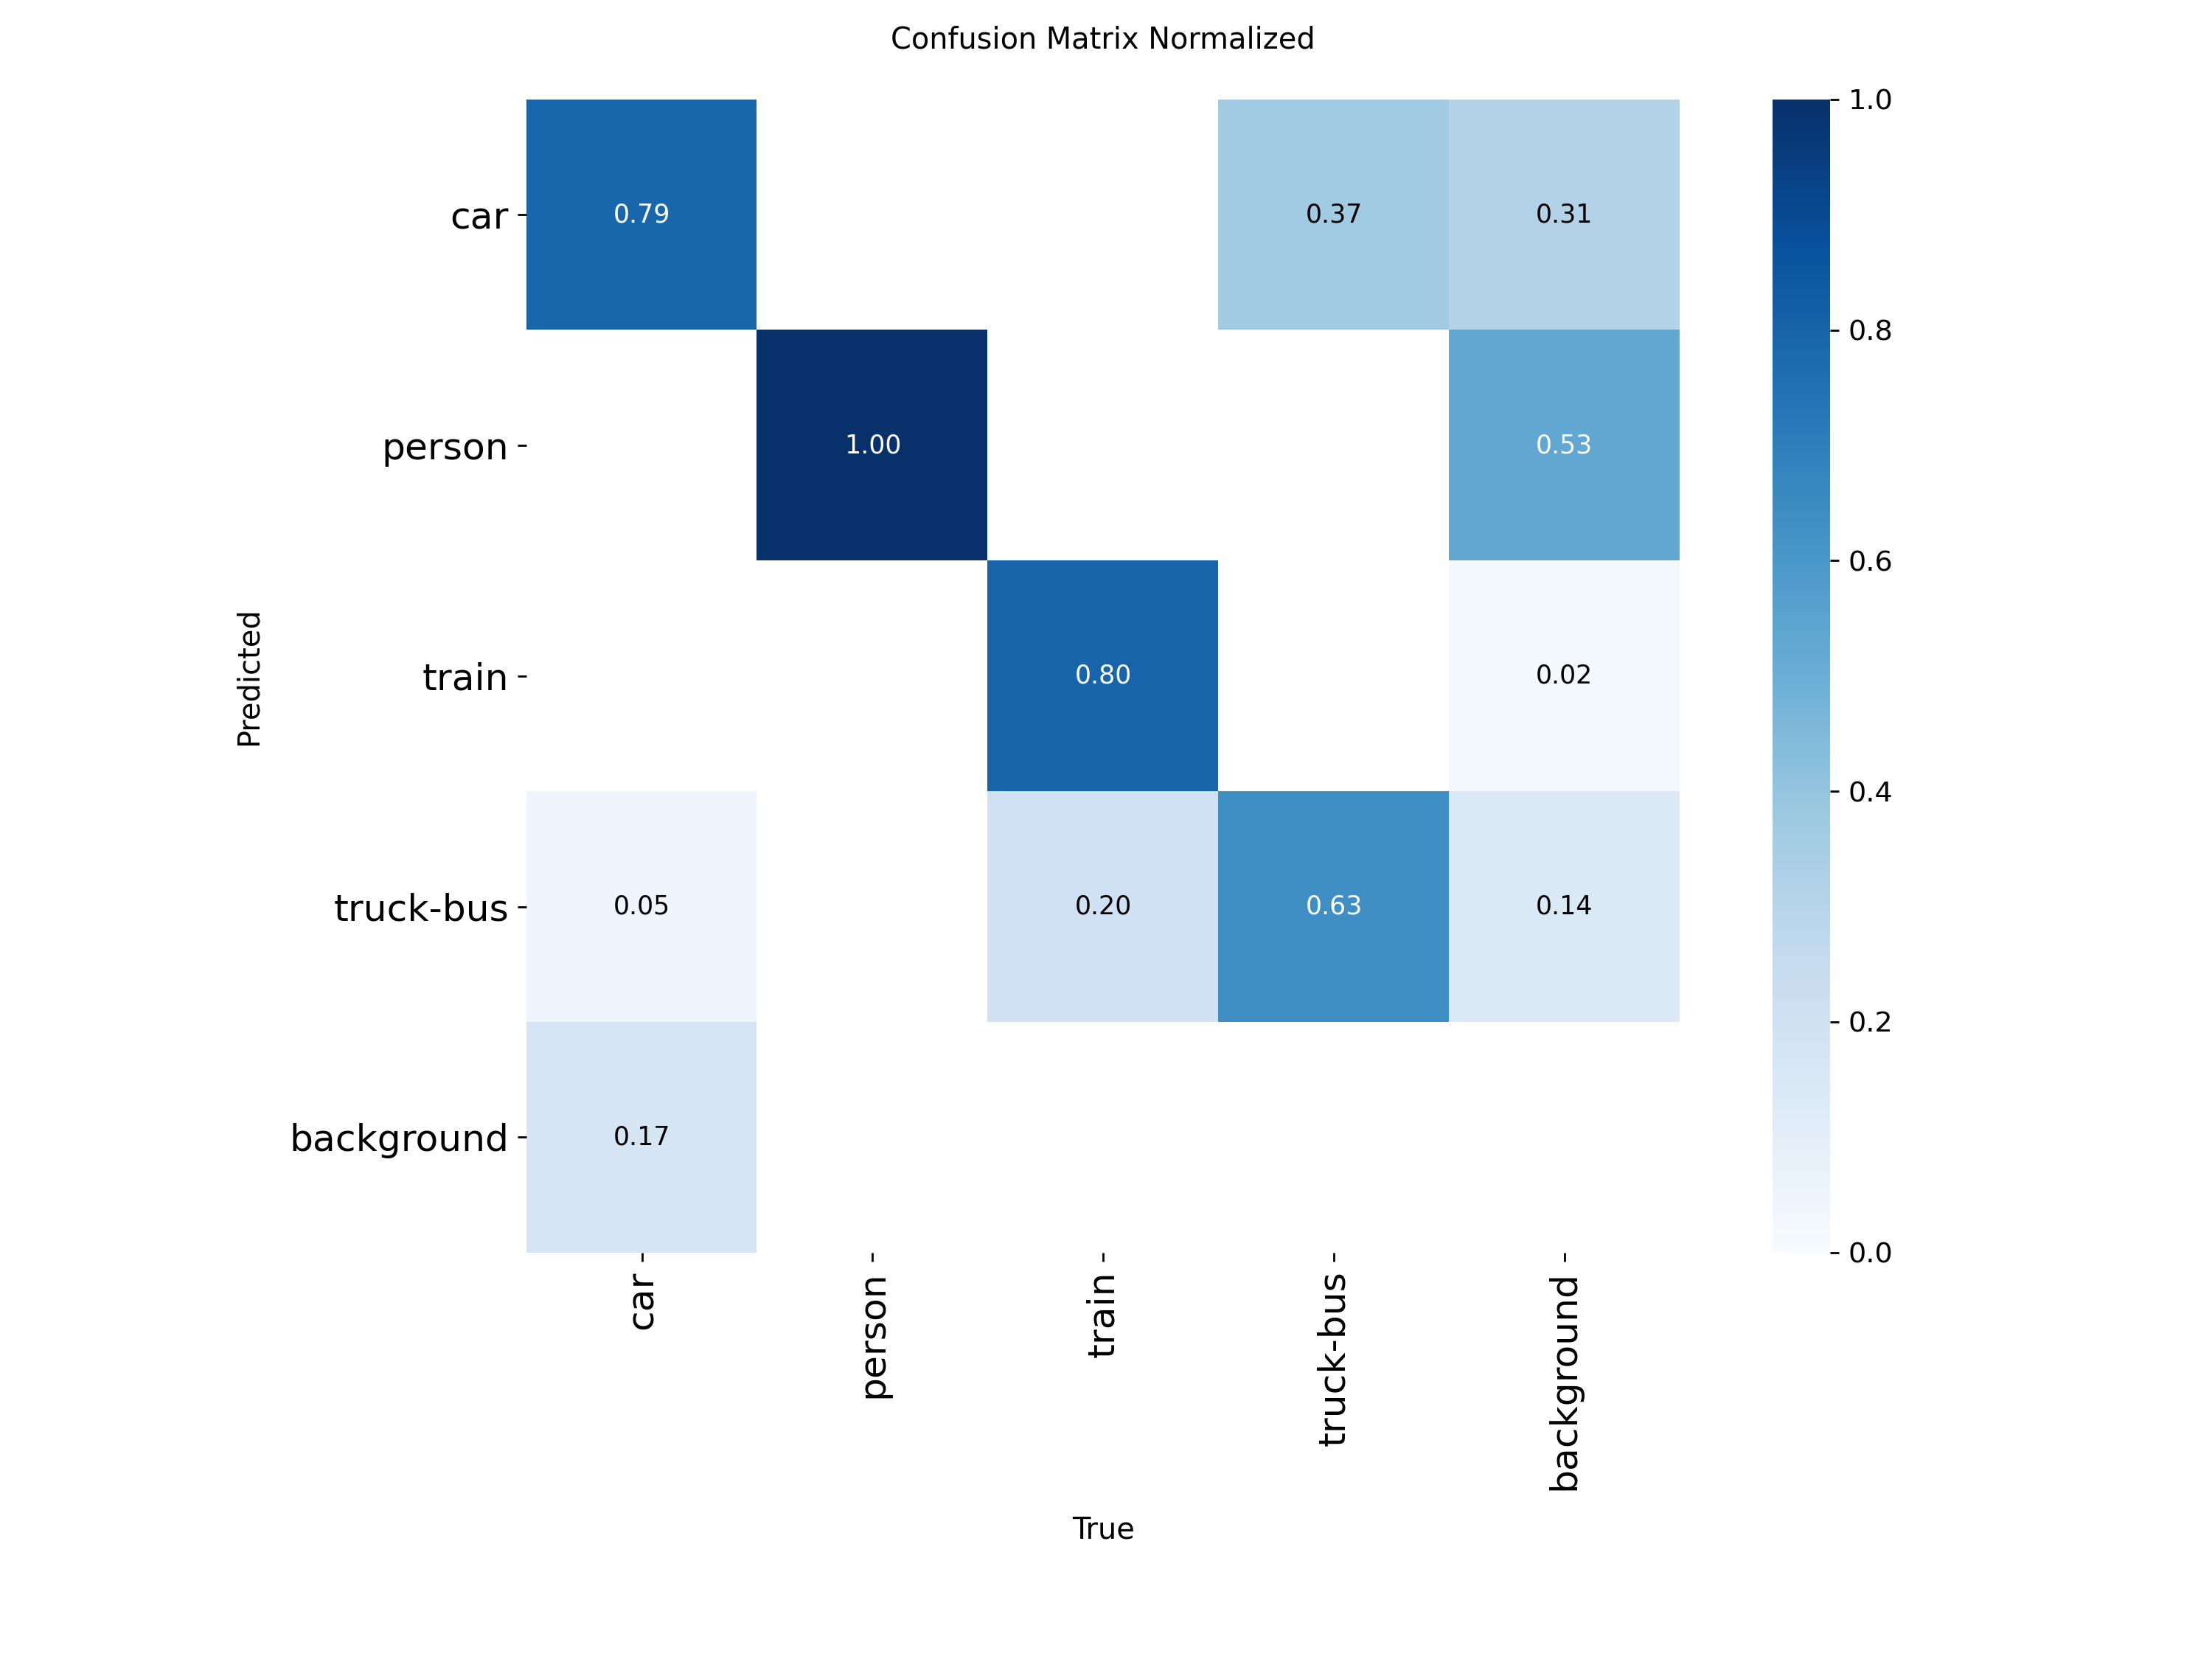 Confusion Matrix Normalized
1.0
car
0.79
0.37
0.31
0.8
person
1.00
0.53
0.6
Predicted
train
0.80
0.02
0.4
truck-bus
0.05
0.20
0.63
0.14
0.2
background
0.17
0.0
car
person
train
truck-bus
background
True